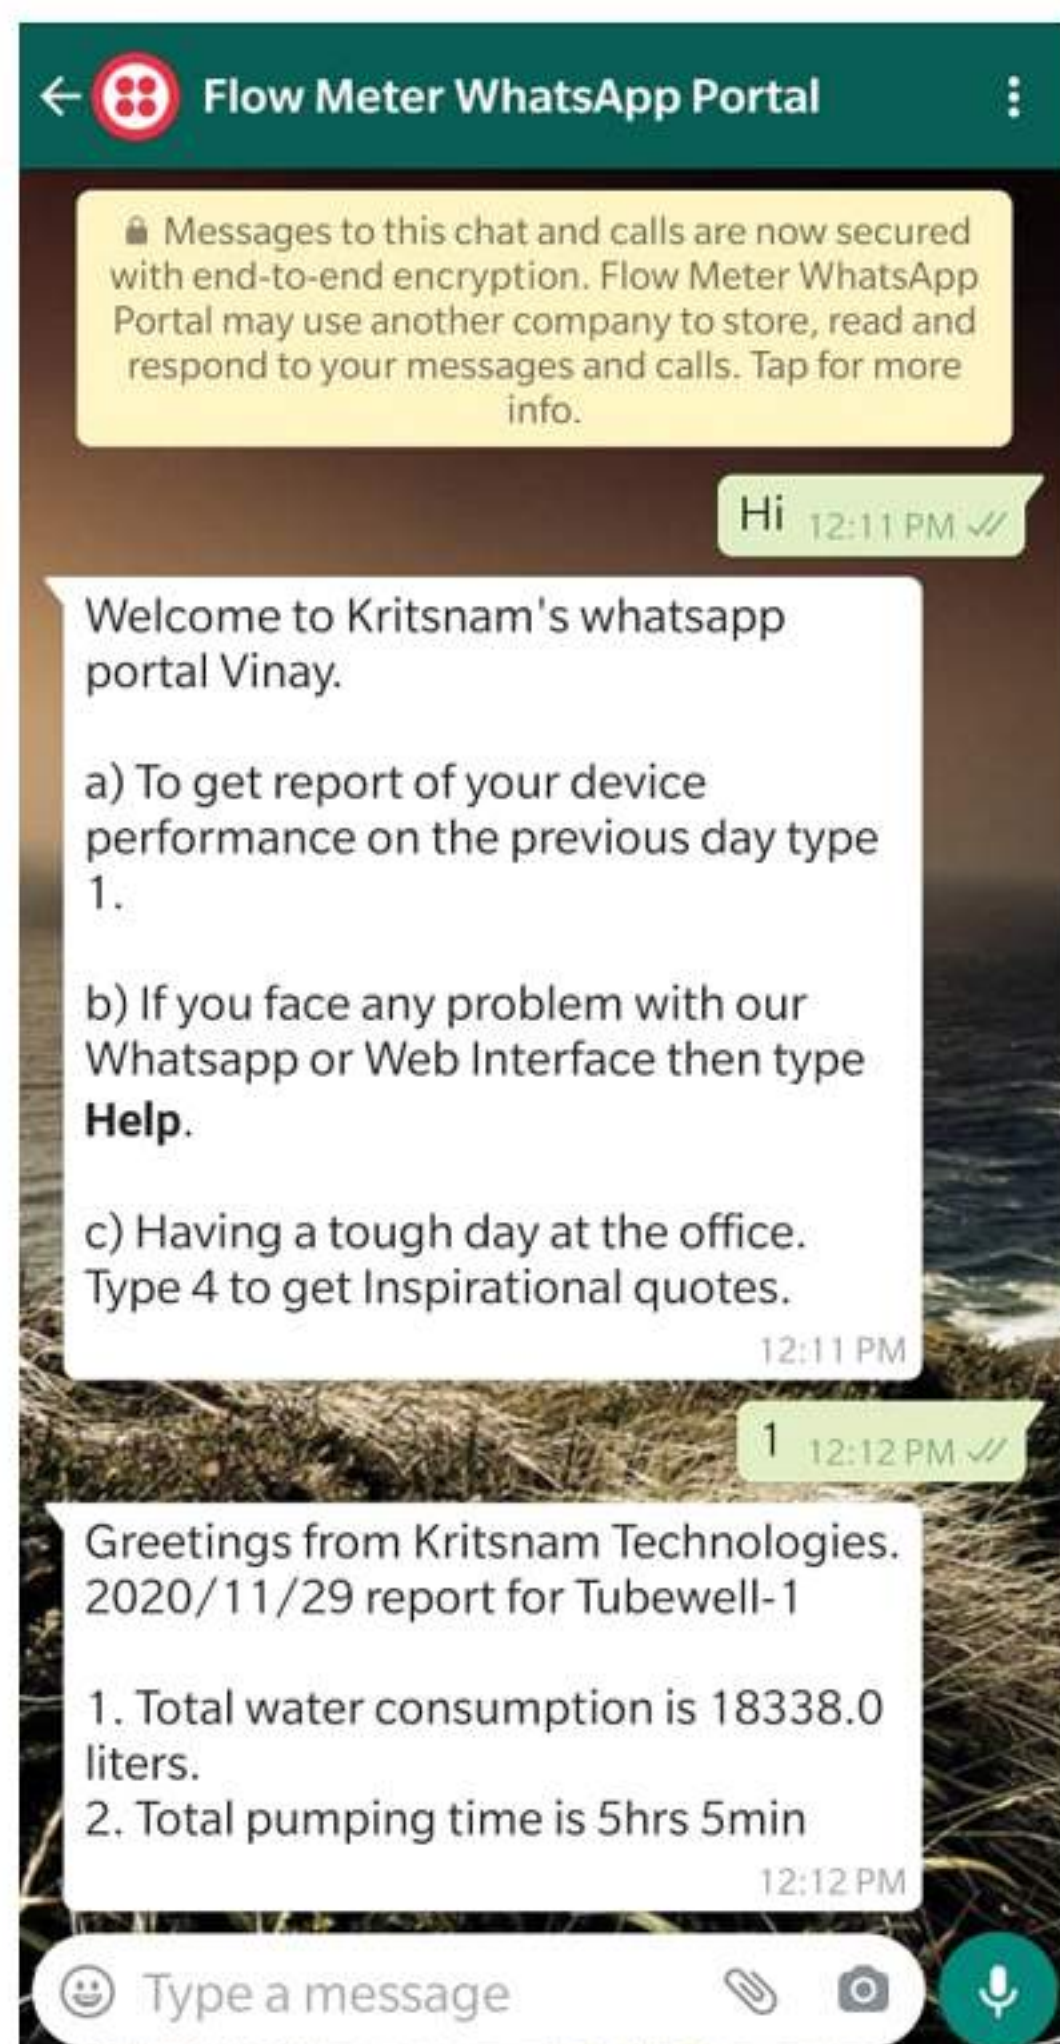 Flow Meter WhatsApp Portal
Messages to this chat and calls are now secured
with end-to-end encryption. Flow Meter WhatsApp
Portal may use another company to store, read and
respond to your messages and calls. Tap for more
info.
Hi 12:11 PM
Welcome to Kritsnam's whatsapp
portal Vinay.
a) To get report of your device
performance on the previous day type
1.
b) If you face any problem with our
Whatsapp or Web Interface then type
Help.
c) Having a tough day at the office.
Type 4 to get Inspirational quotes.
12:11 PM
1 12:12 PM
Greetings from Kritsnam Technologies.
2020/11/29 report for Tubewell-1
1. Total water consumption is 18338.0
liters.
2. Total pumping time is 5hrs 5min
12:12 PM
Type a message